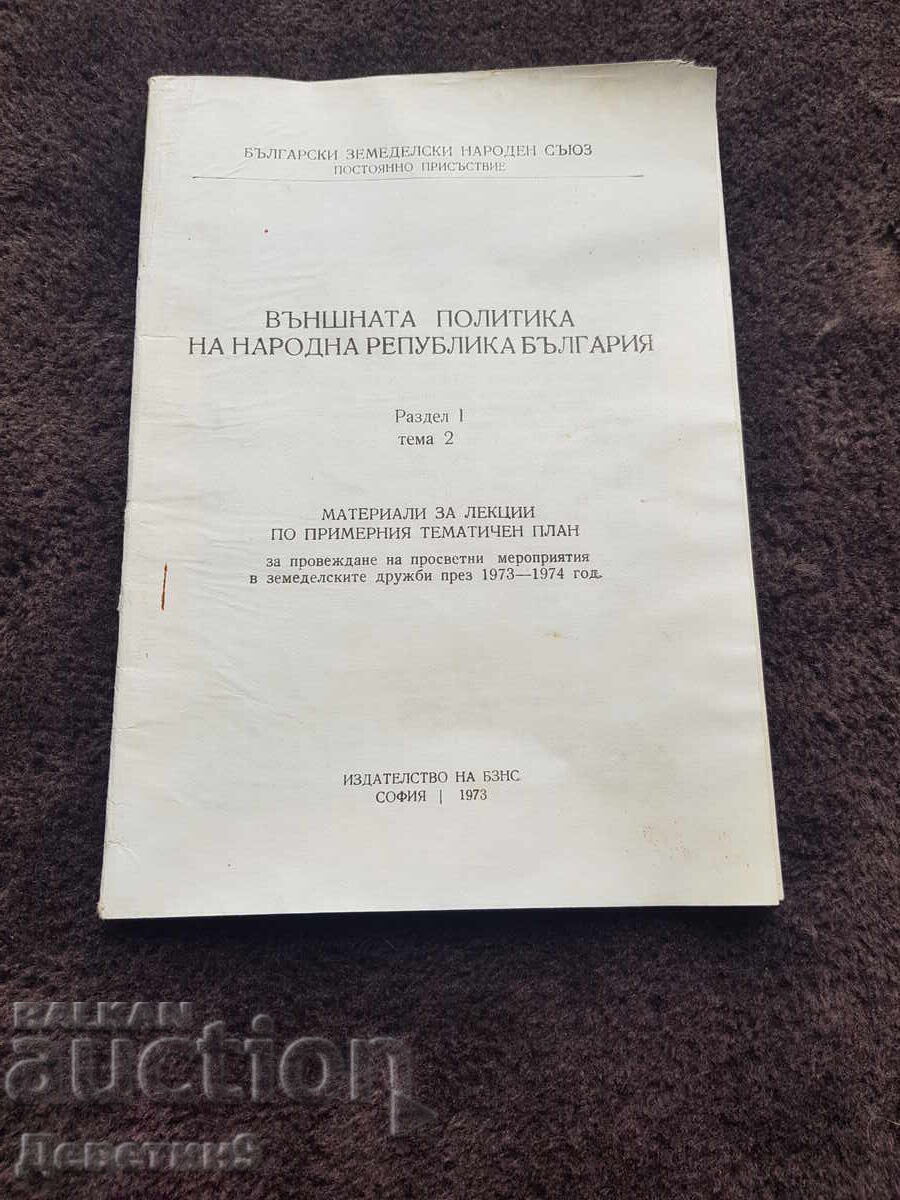 БЪЛГАРСКИ ЗЕМЕДЕЛСКИ НАРОДЕН СЪЮЗ
ПОСТОЯННО ПРИСЪСТВИЕ
ВЪНШНАТА ПОЛИТИКА
НА НАРОДНА РЕПУБЛИКА БЪЛГАРИЯ
Раздел I
тема 2
МАТЕРИАЛИ ЗА ЛЕКЦИИ
ПО ПРИМЕРНИЯ ТЕМАТИЧЕН ПЛАН
за провеждане на просветни мероприятия
в земеделските дружби през 1973—1974 год.
ИЗДАТЕЛСТВО НА БЗНС
СОФИЯ | 1973
BALKAN
auction
Деветик9